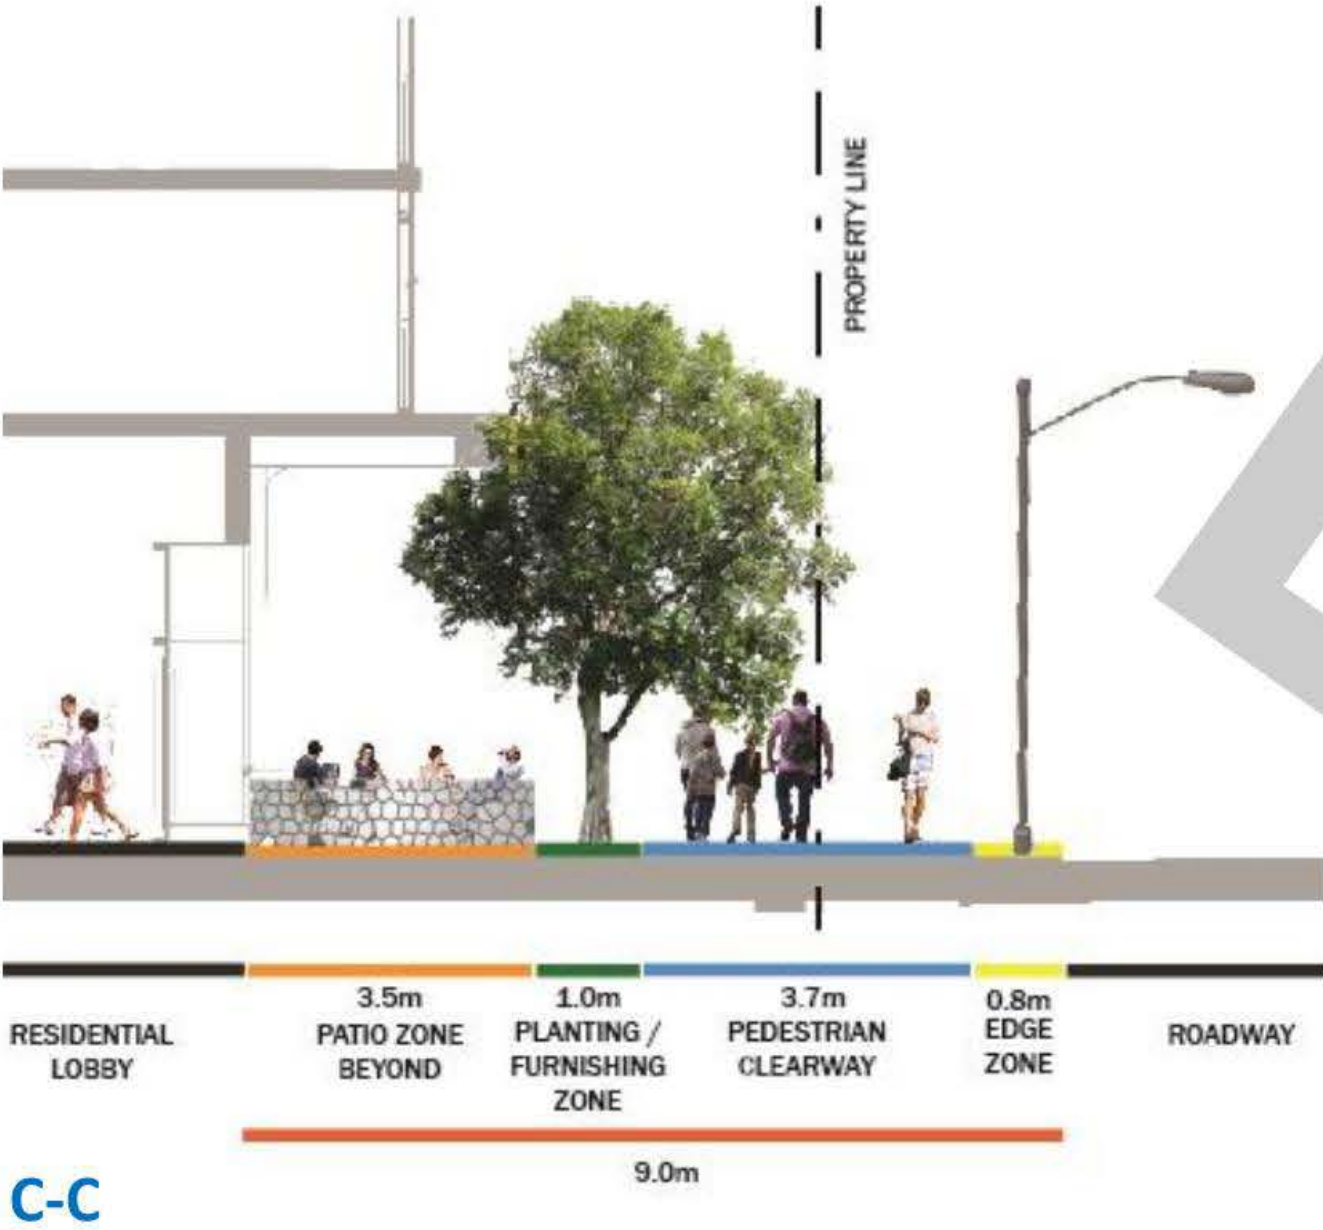 PROPERTY LINE
3.5m
1.0m
3.7m
0.8m
RESIDENTIAL
LOBBY
PATIO ZONE
BEYOND
PLANTING /
FURNISHING
ZONE
PEDESTRIAN
CLEARWAY
EDGE
ZONE
ROADWAY
9.0m
C-C